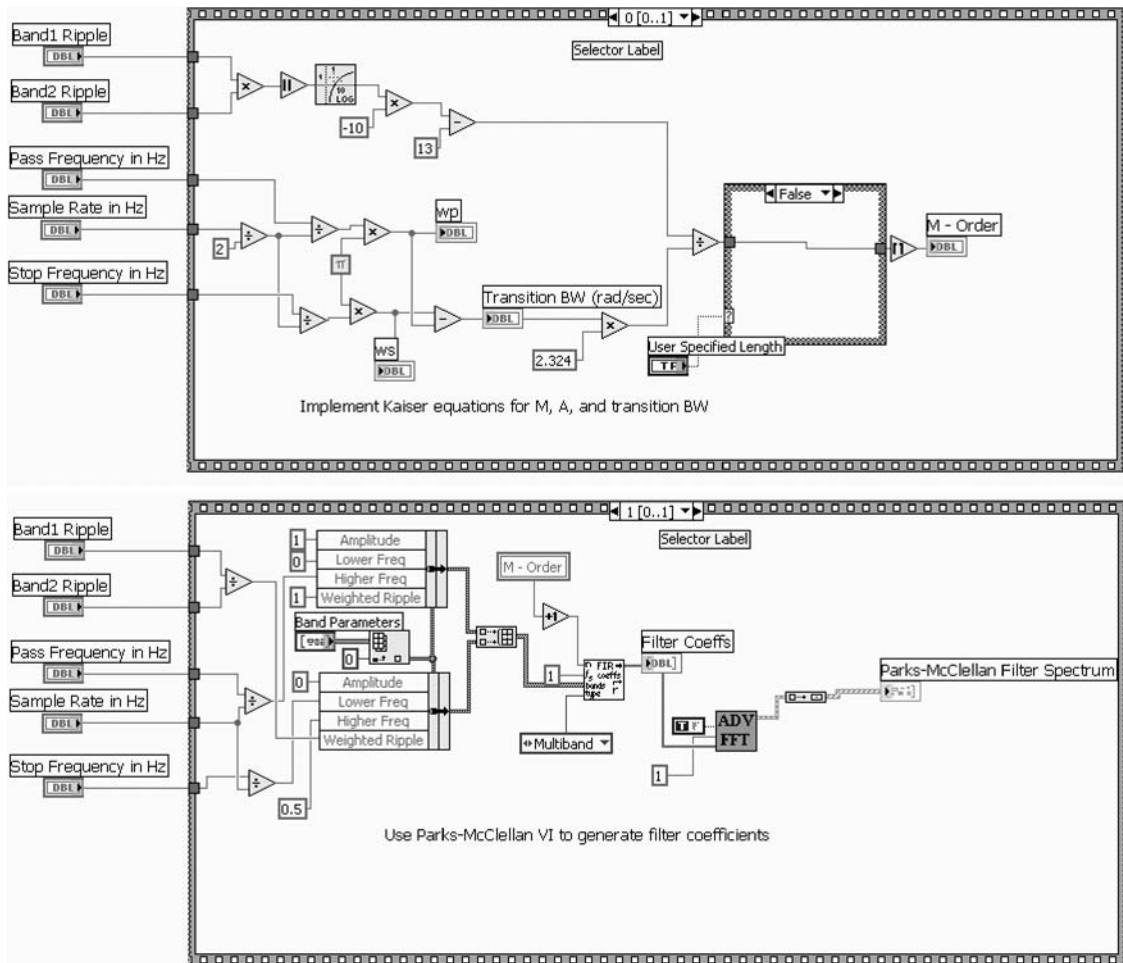 0 [0..1]
Selector Label
Band1 Ripple
DBL
Band2 Ripple
DBL
1
1
10
LOG
-10
13
Pass Frequency in Hz
DBL
Sample Rate in Hz
DBL
2
π
wp
DBL
Stop Frequency in Hz
DBL
ws
DBL
Transition BW (rad/sec)
DBL
2.324
False
?
User Specified Length
TF
M - Order
DBL
Implement Kaiser equations for M, A, and transition BW
1 [0..1]
Selector Label
Band1 Ripple
DBL
Band2 Ripple
DBL
Pass Frequency in Hz
DBL
Sample Rate in Hz
DBL
Stop Frequency in Hz
DBL
1
Amplitude
0
Lower Freq
Higher Freq
1
Weighted Ripple
Band Parameters
0
0
Amplitude
Lower Freq
Higher Freq
Weighted Ripple
0.5
M - Order
+1
1
FIR
coeffs
bands
type
Multiband
Filter Coeffs
DBL
T F
1
ADV
FFT
Parks-McClellan Filter Spectrum
Use Parks-McClellan VI to generate filter coefficients